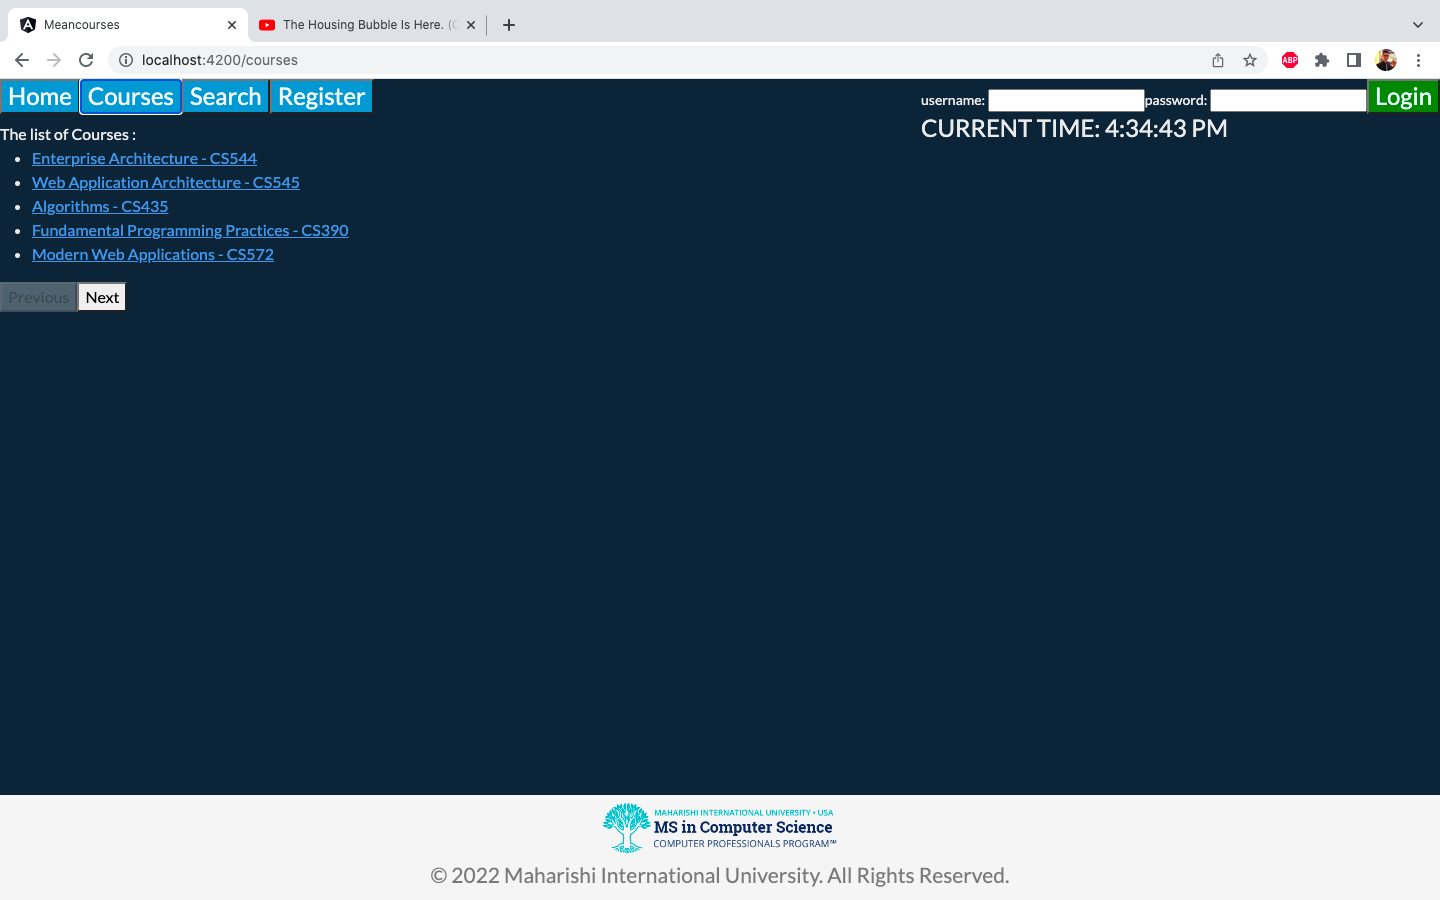 Meancourses
The Housing Bubble Is Here. (
localhost:4200/courses
ABP
Home Courses Search Register
username: password: Login
CURRENT TIME: 4:34:43 PM
The list of Courses :
Enterprise Architecture - CS544
Web Application Architecture - CS545
Algorithms - CS435
Fundamental Programming Practices - CS390
Modern Web Applications - CS572
Previous Next
MAHARISHI INTERNATIONAL UNIVERSITY • USA
MS in Computer Science
COMPUTER PROFESSIONALS PROGRAM™
© 2022 Maharishi International University. All Rights Reserved.